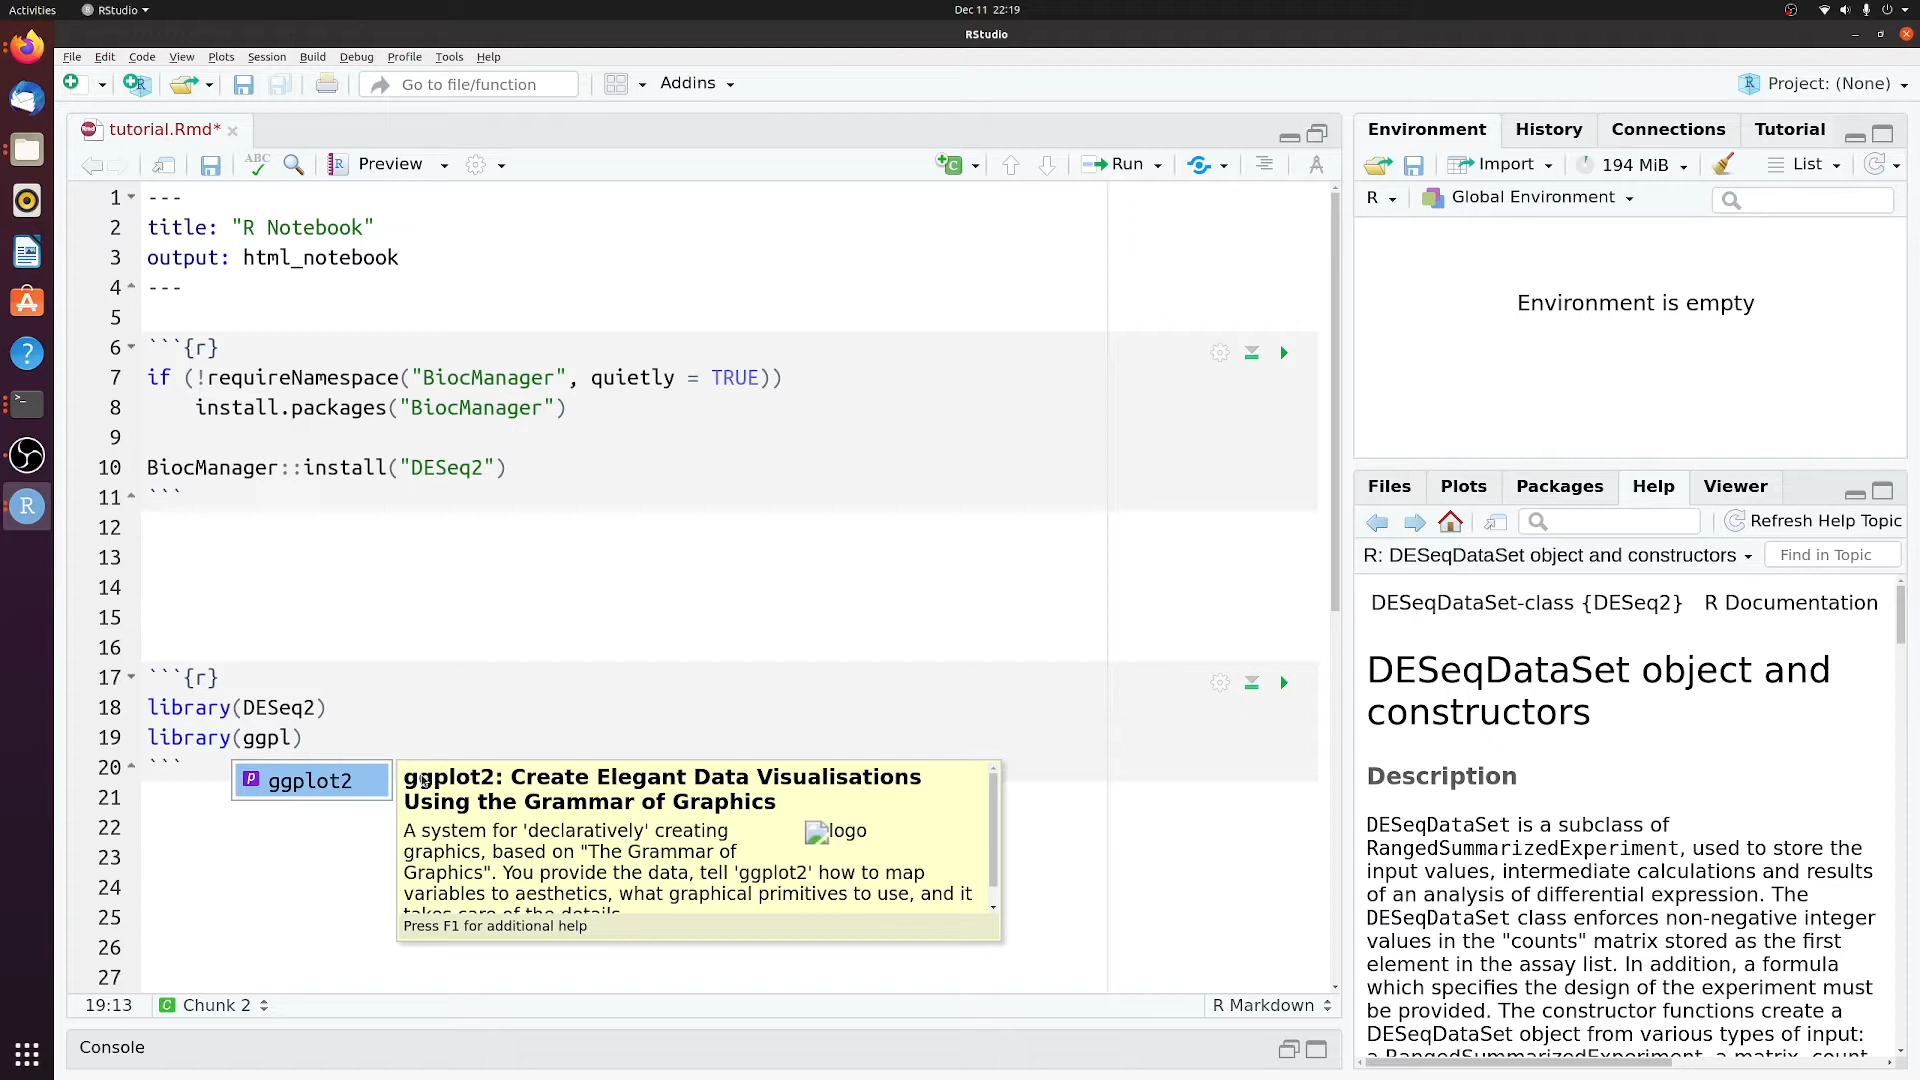 Activities
RStudio
Dec 11 22:19
RStudio
File Edit Code View Plots Session Build Debug Profile Tools Help
Go to file/function
Addins
Project: (None)
tutorial.Rmd*
ABC
Preview
Run
1 ---
2 title: "R Notebook"
3 output: html_notebook
4 ---
5
6 ```{r}
7 if (!requireNamespace("BiocManager", quietly = TRUE))
8 install.packages("BiocManager")
9
10 BiocManager::install("DESeq2")
11 ```
12
13
14
15
16
17 ```{r}
18 library(DESeq2)
19 library(ggpl)
20 ```
21
22
23
24
25
26
27
ggplot2
ggplot2: Create Elegant Data Visualisations
Using the Grammar of Graphics
A system for 'declaratively' creating
graphics, based on "The Grammar of
Graphics". You provide the data, tell 'ggplot2' how to map
variables to aesthetics, what graphical primitives to use, and it
takes care of the details.
logo
Press F1 for additional help
19:13
Chunk 2
R Markdown
Console
Environment History Connections Tutorial
Import
194 MiB
List
R
Global Environment
Environment is empty
Files Plots Packages Help Viewer
Refresh Help Topic
R: DESeqDataSet object and constructors
Find in Topic
DESeqDataSet-class {DESeq2} R Documentation
DESeqDataSet object and
constructors
Description
DESeqDataSet is a subclass of
RangedSummarizedExperiment, used to store the
input values, intermediate calculations and results
of an analysis of differential expression. The
DESeqDataSet class enforces non-negative integer
values in the "counts" matrix stored as the first
element in the assay list. In addition, a formula
which specifies the design of the experiment must
be provided. The constructor functions create a
DESeqDataSet object from various types of input:
a RangedSummarizedExperiment, a matrix, count